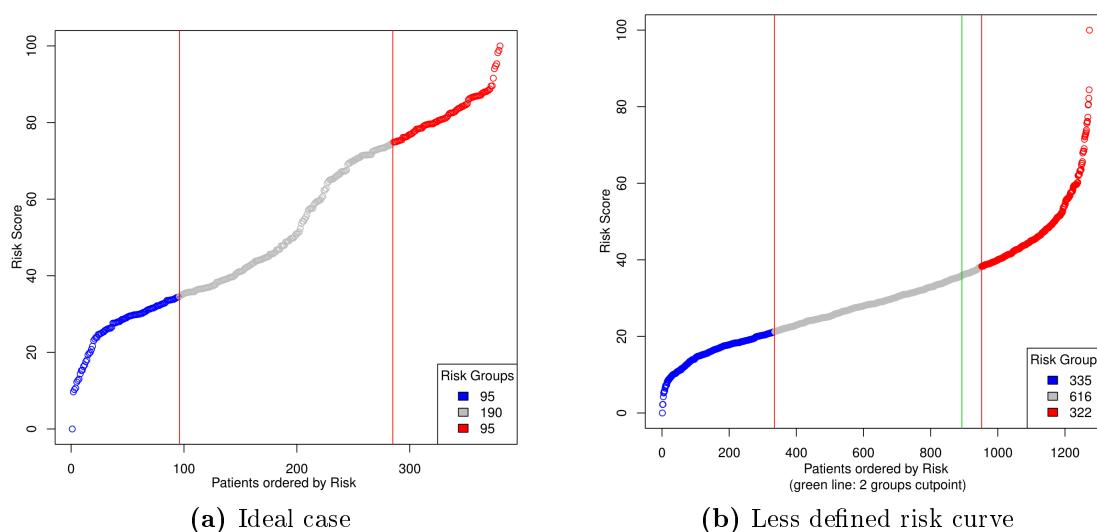 100
80
60
40
20
0
Risk Score
Risk Groups
95
190
95
0 100 200 300
Patients ordered by Risk
(a) Ideal case
100
80
60
40
20
0
Risk Score
Risk Group
335
616
322
0 200 400 600 800 1000 1200
Patients ordered by Risk
(green line: 2 groups cutpoint)
(b) Less defined risk curve